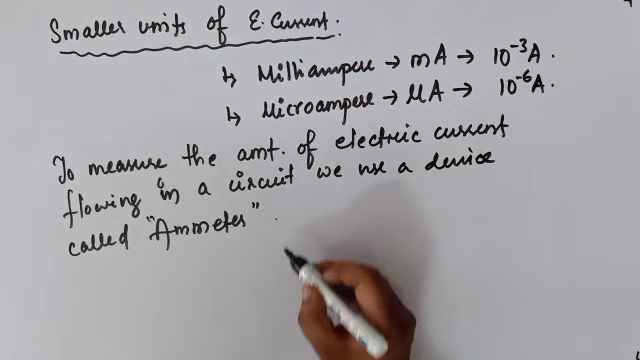 Smaller units of E. Current.
↳ Milliampere → mA → 10⁻³A.
↳ Microampere → μA → 10⁻⁶A.
To measure the amt. of electric current
flowing in a circuit we use a device
called "Ammeter".